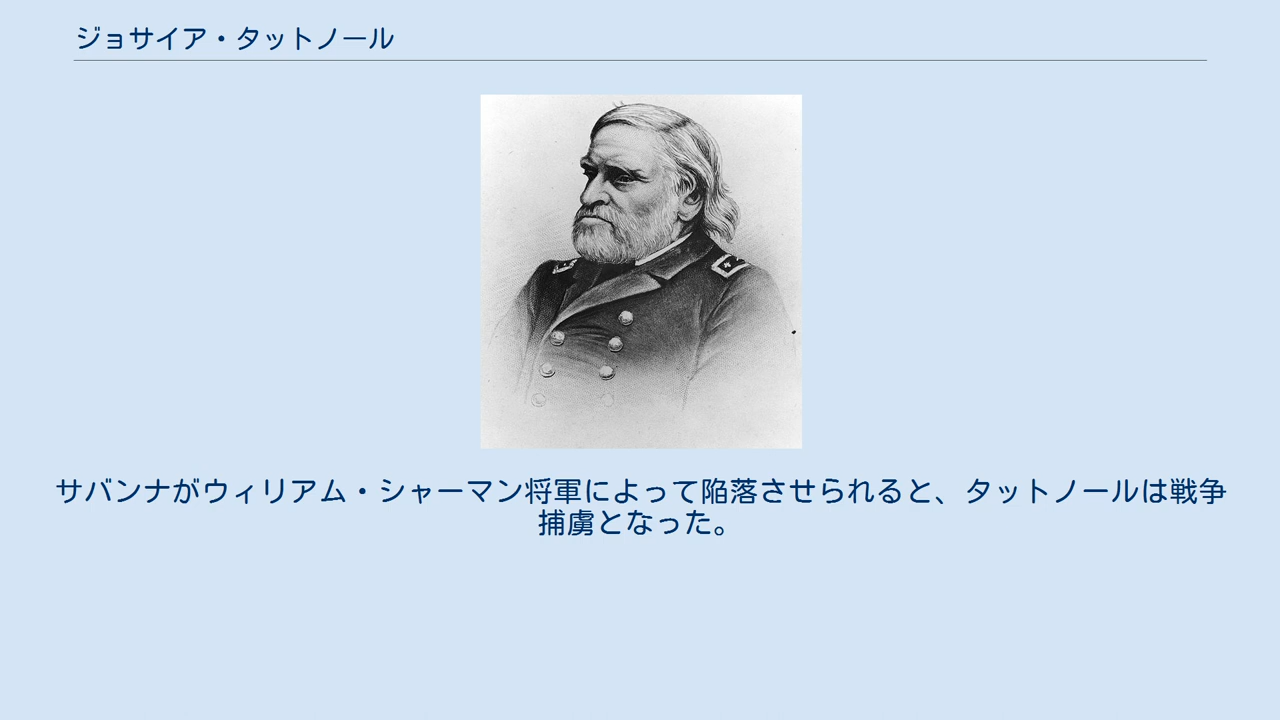 ジョサイア・タットノール
サバンナがウィリアム・シャーマン将軍によって陥落させられると、タットノールは戦争
捕虜となった。